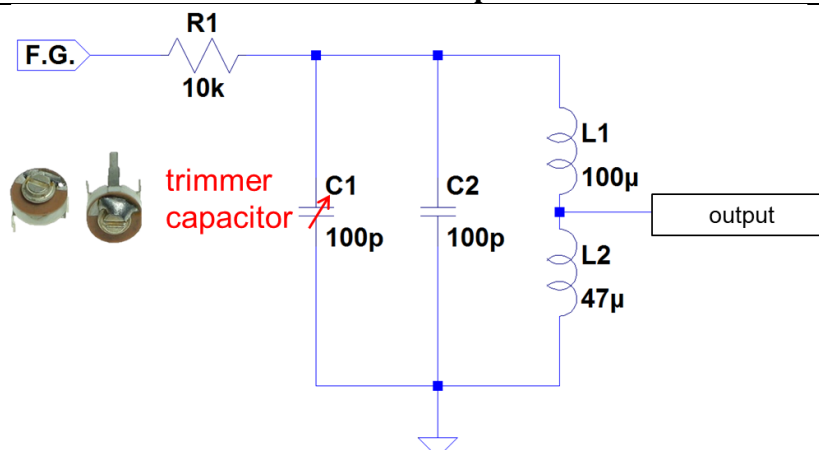 F.G.
R1
10k
trimmer
capacitor
C1
100p
C2
100p
L1
100µ
output
L2
47µ